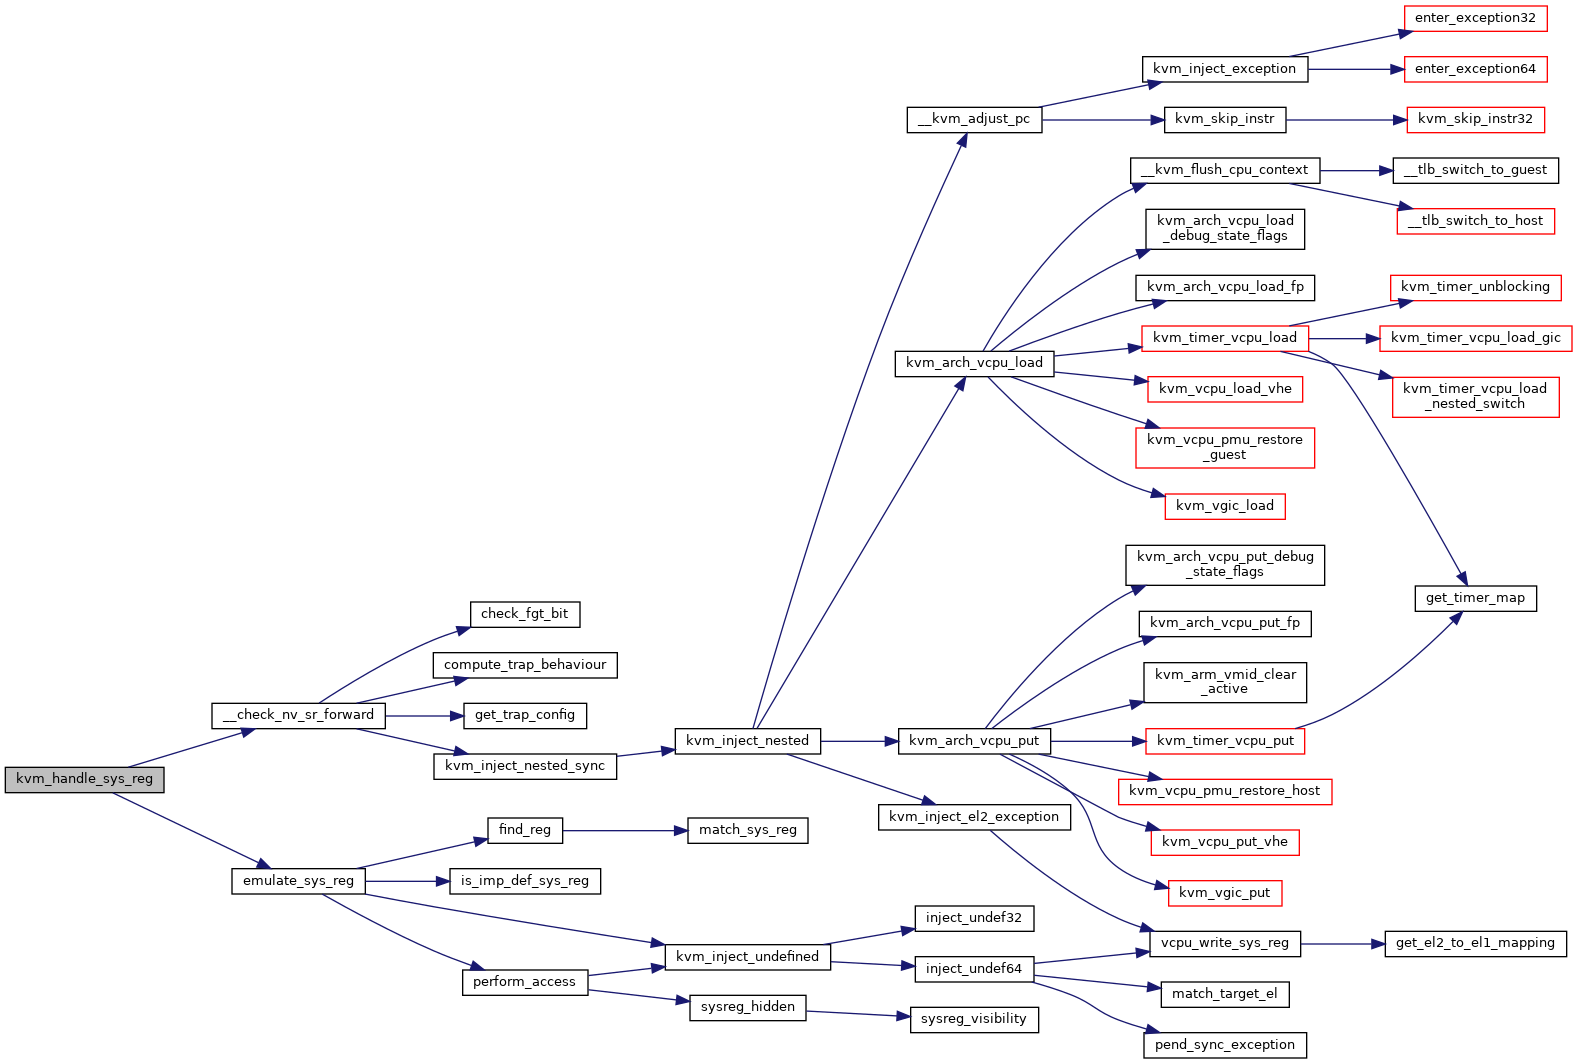 enter_exception32
kvm_inject_exception
enter_exception64
__kvm_adjust_pc
kvm_skip_instr
kvm_skip_instr32
__kvm_flush_cpu_context
__tlb_switch_to_guest
kvm_arch_vcpu_load
_debug_state_flags
__tlb_switch_to_host
kvm_arch_vcpu_load_fp
kvm_timer_unblocking
kvm_timer_vcpu_load
kvm_timer_vcpu_load_gic
kvm_arch_vcpu_load
kvm_vcpu_load_vhe
kvm_timer_vcpu_load
_nested_switch
kvm_vcpu_pmu_restore
_guest
kvm_vgic_load
kvm_arch_vcpu_put_debug
_state_flags
get_timer_map
check_fgt_bit
kvm_arch_vcpu_put_fp
compute_trap_behaviour
kvm_arm_vmid_clear
_active
__check_nv_sr_forward
get_trap_config
kvm_inject_nested
kvm_arch_vcpu_put
kvm_timer_vcpu_put
kvm_inject_nested_sync
kvm_handle_sys_reg
kvm_vcpu_pmu_restore_host
kvm_inject_el2_exception
find_reg
match_sys_reg
kvm_vcpu_put_vhe
emulate_sys_reg
is_imp_def_sys_reg
kvm_vgic_put
inject_undef32
vcpu_write_sys_reg
get_el2_to_el1_mapping
kvm_inject_undefined
inject_undef64
perform_access
match_target_el
sysreg_hidden
sysreg_visibility
pend_sync_exception